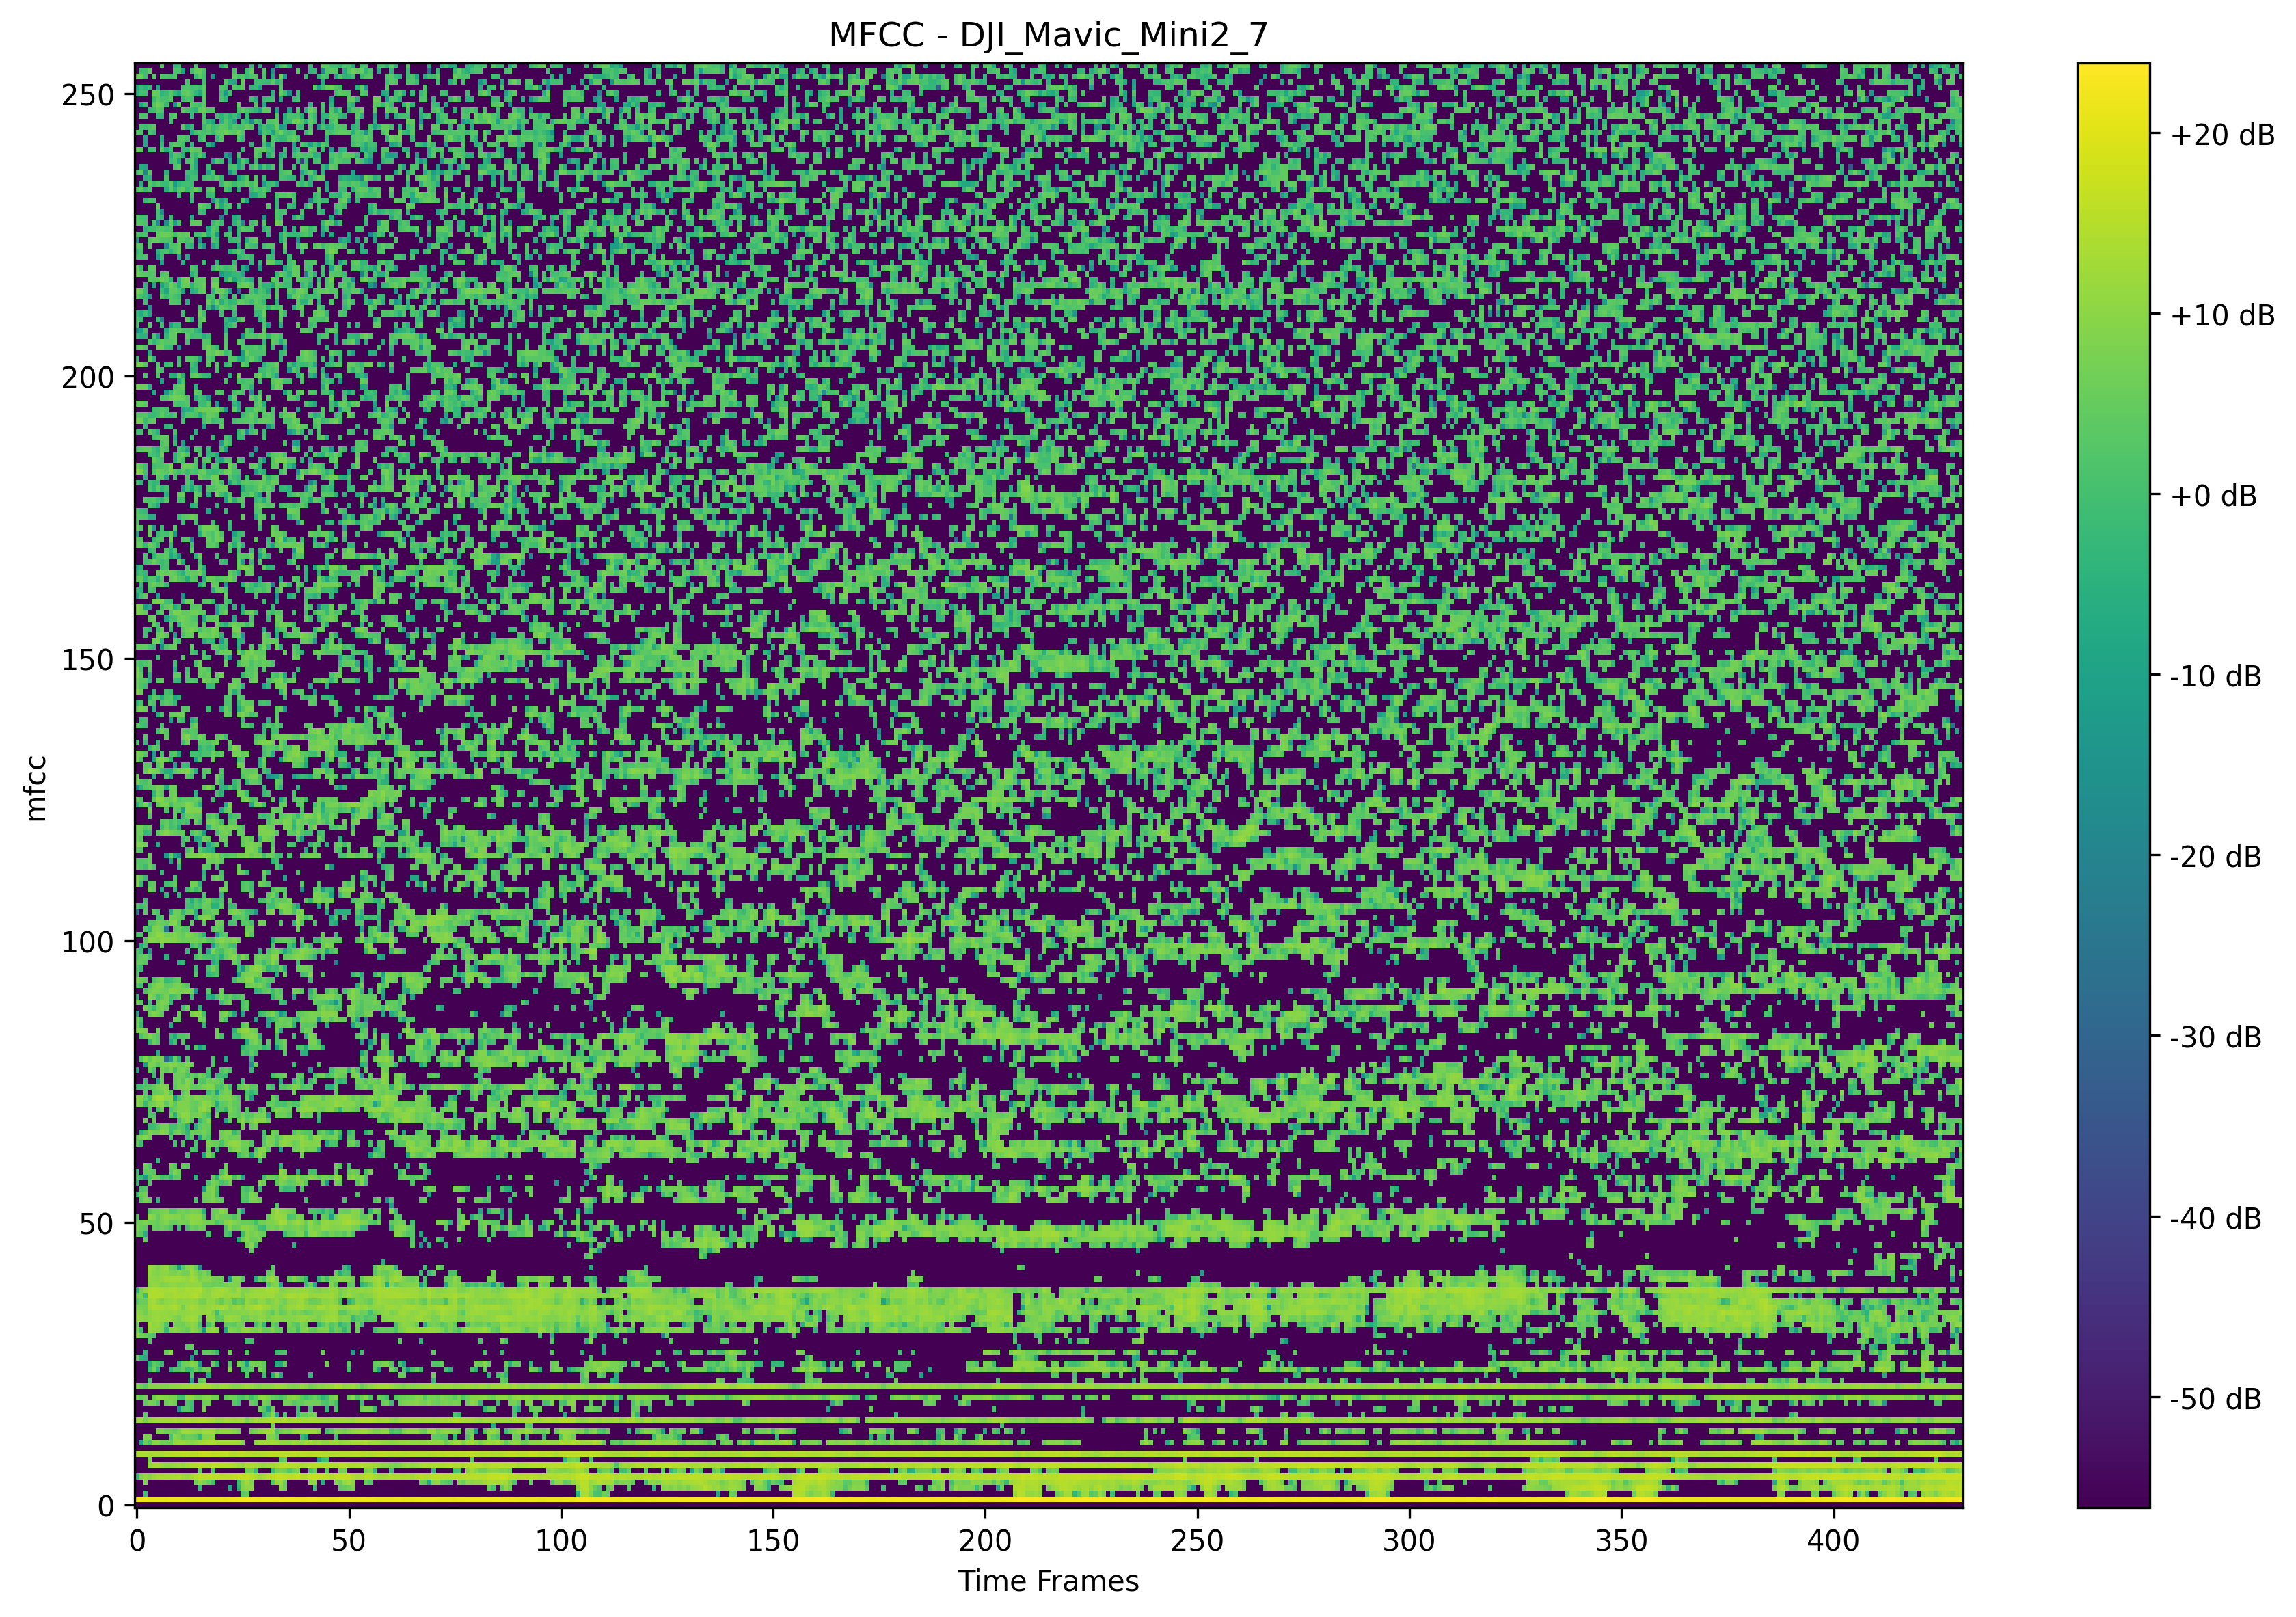 MFCC - DJI_Mavic_Mini2_7
250
200
150
100
50
0
mfcc
0 50 100 150 200 250 300 350 400
Time Frames
+20 dB
+10 dB
+0 dB
-10 dB
-20 dB
-30 dB
-40 dB
-50 dB